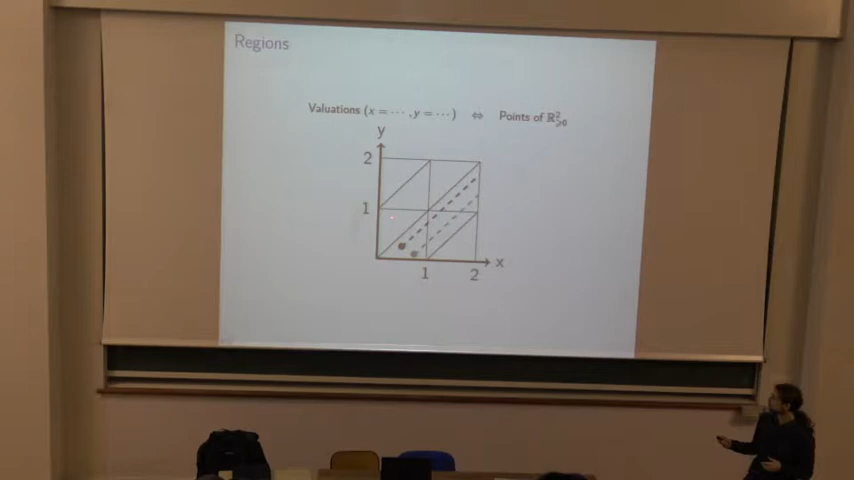 Regions
Valuations (x = ··· , y = ···) ⇔ Points of ℝ²≥0
y
2
1
x
1 2